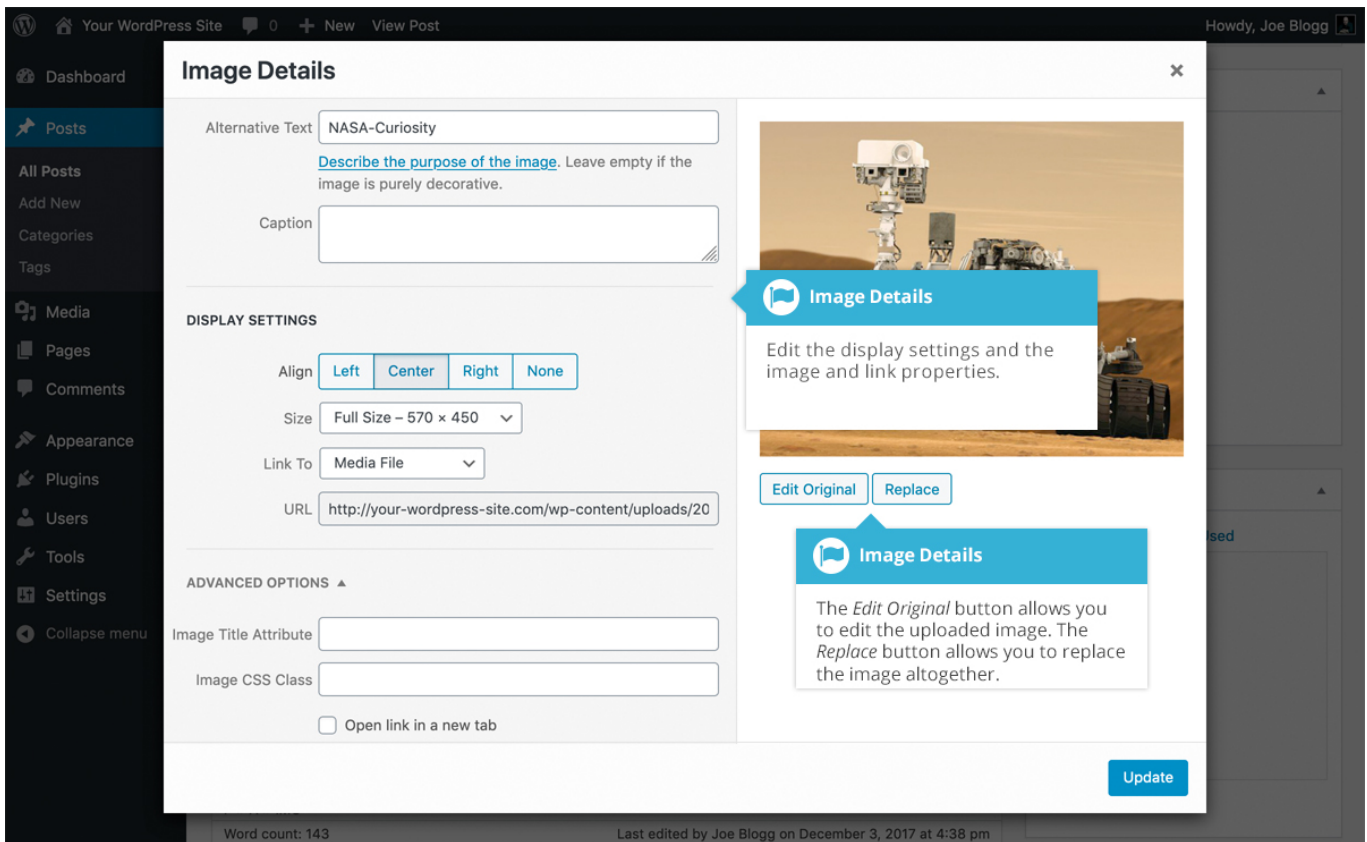 Your WordPress Site 0 + New View Post
Howdy, Joe Blogg
Dashboard
Posts
All Posts
Add New
Categories
Tags
Media
Pages
Comments
Appearance
Plugins
Users
Tools
Settings
Collapse menu
Image Details
×
Alternative Text NASA-Curiosity
Describe the purpose of the image. Leave empty if the
image is purely decorative.
Caption
DISPLAY SETTINGS
Align Left Center Right None
Size Full Size – 570 × 450
Link To Media File
URL http://your-wordpress-site.com/wp-content/uploads/20
ADVANCED OPTIONS
Image Title Attribute
Image CSS Class
Open link in a new tab
Image Details
Edit the display settings and the
image and link properties.
Edit Original Replace
Image Details
The Edit Original button allows you
to edit the uploaded image. The
Replace button allows you to replace
the image altogether.
Update
Word count: 143
Last edited by Joe Blogg on December 3, 2017 at 4:38 pm